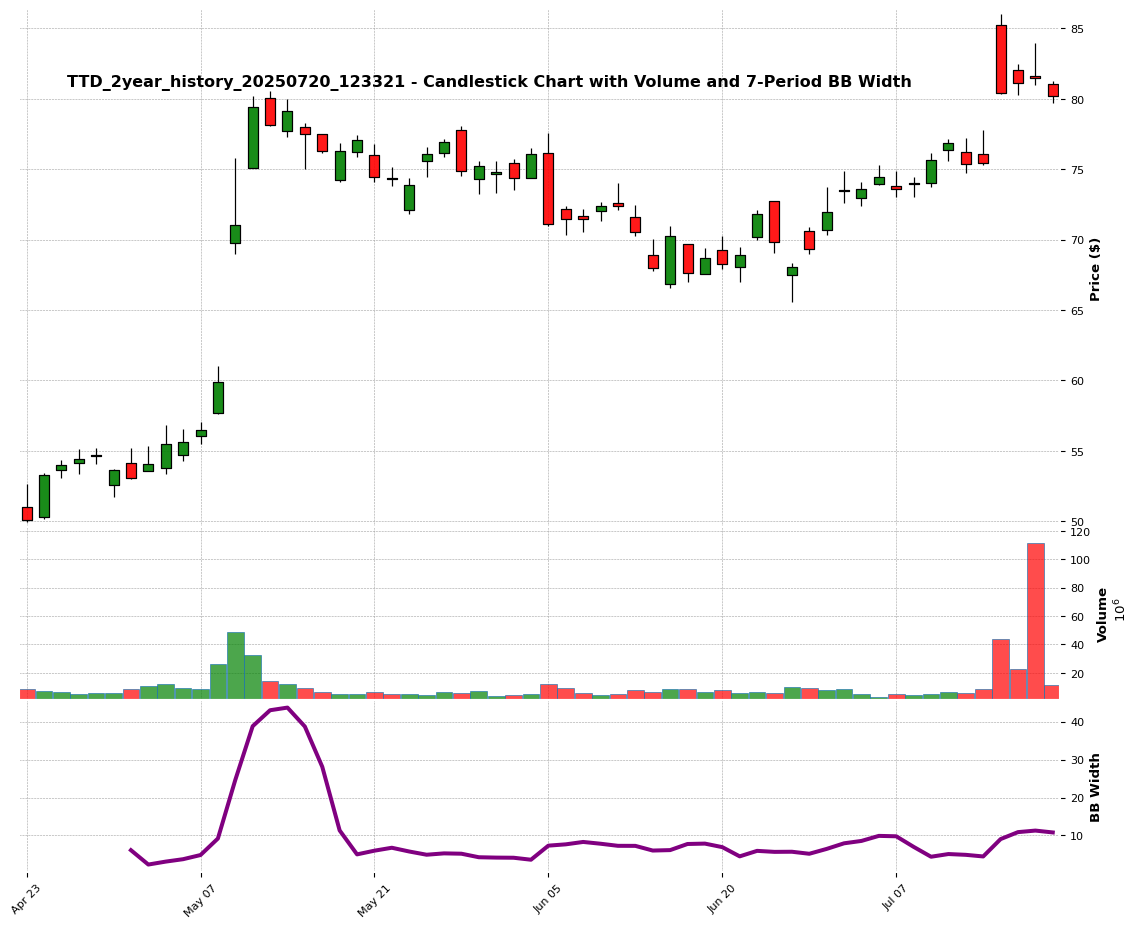 TTD_2year_history_20250720_123321 - Candlestick Chart with Volume and 7-Period BB Width
85
80
75
70
65
60
55
50
Price ($)
120
100
80
60
40
20
Volume
10^6
40
30
20
10
BB Width
Apr 23
May 07
May 21
Jun 05
Jun 20
Jul 07